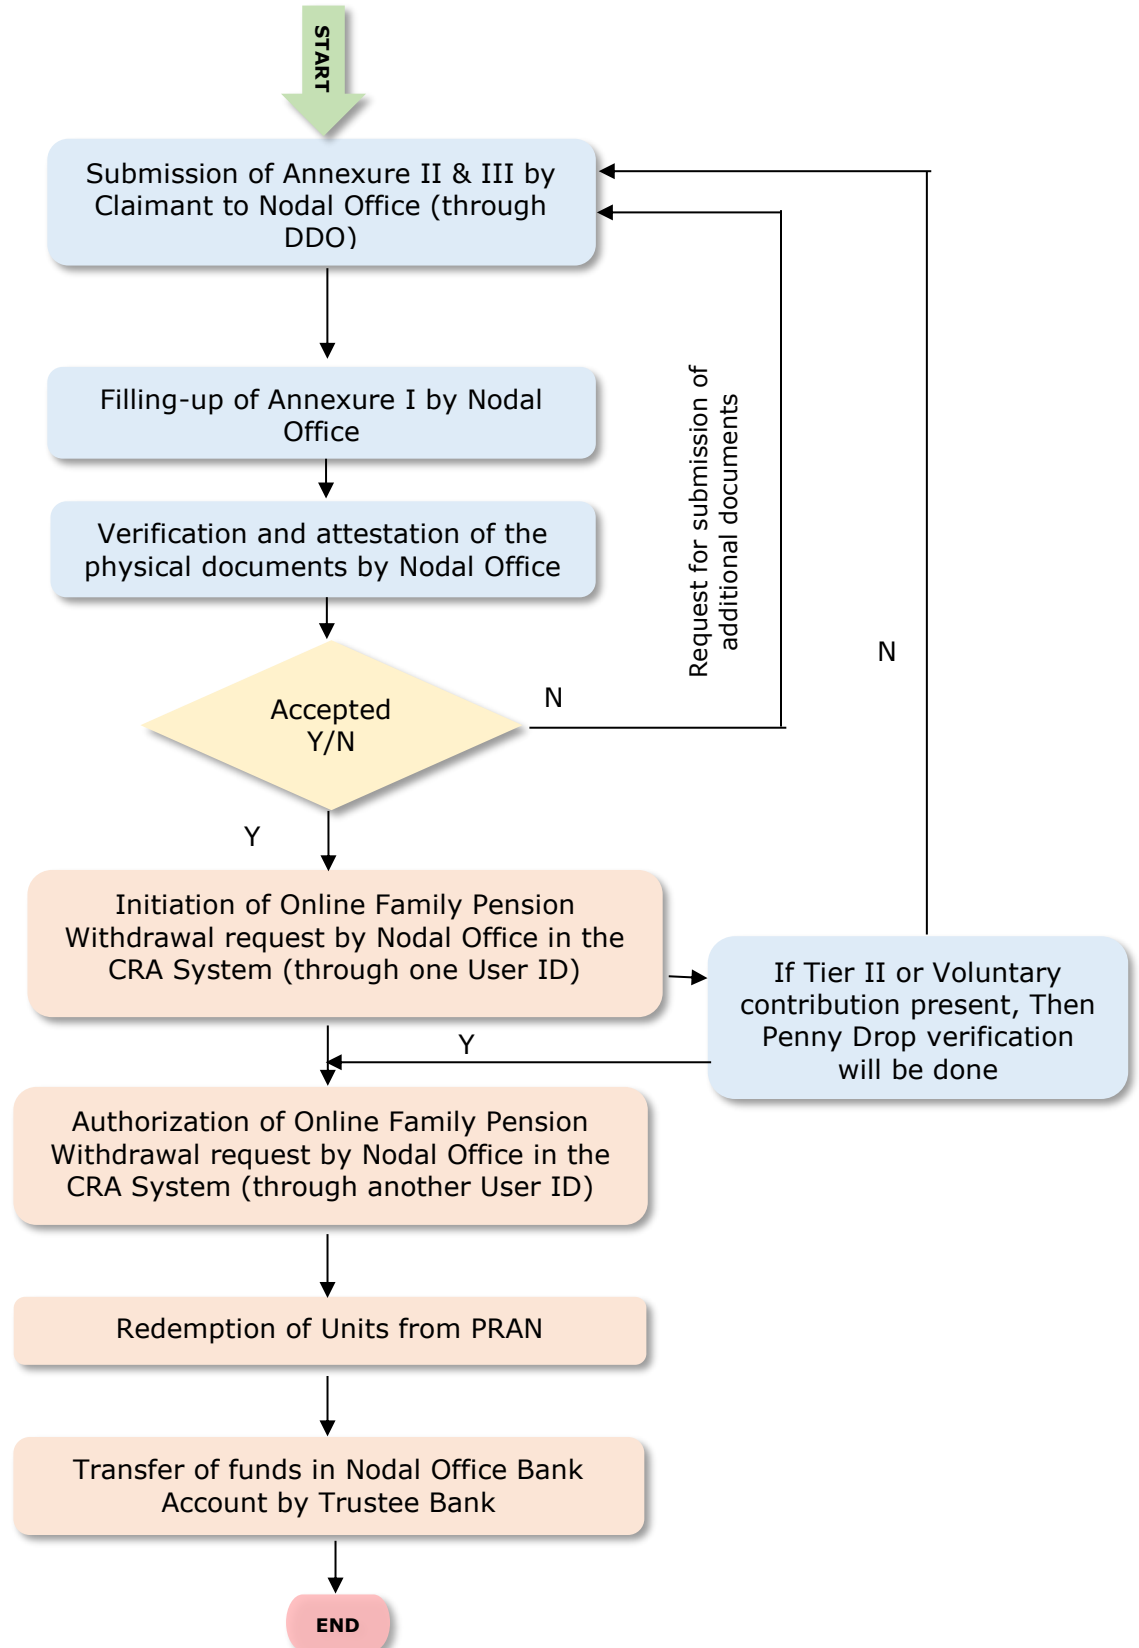 START
Submission of Annexure II & III by
Claimant to Nodal Office (through
DDO)
Filling-up of Annexure I by Nodal
Office
Verification and attestation of the
physical documents by Nodal Office
Request for submission of
additional documents
N
Accepted
Y/N
N
Y
Initiation of Online Family Pension
Withdrawal request by Nodal Office in the
CRA System (through one User ID)
If Tier II or Voluntary
contribution present, Then
Penny Drop verification
will be done
Y
Authorization of Online Family Pension
Withdrawal request by Nodal Office in the
CRA System (through another User ID)
Redemption of Units from PRAN
Transfer of funds in Nodal Office Bank
Account by Trustee Bank
END